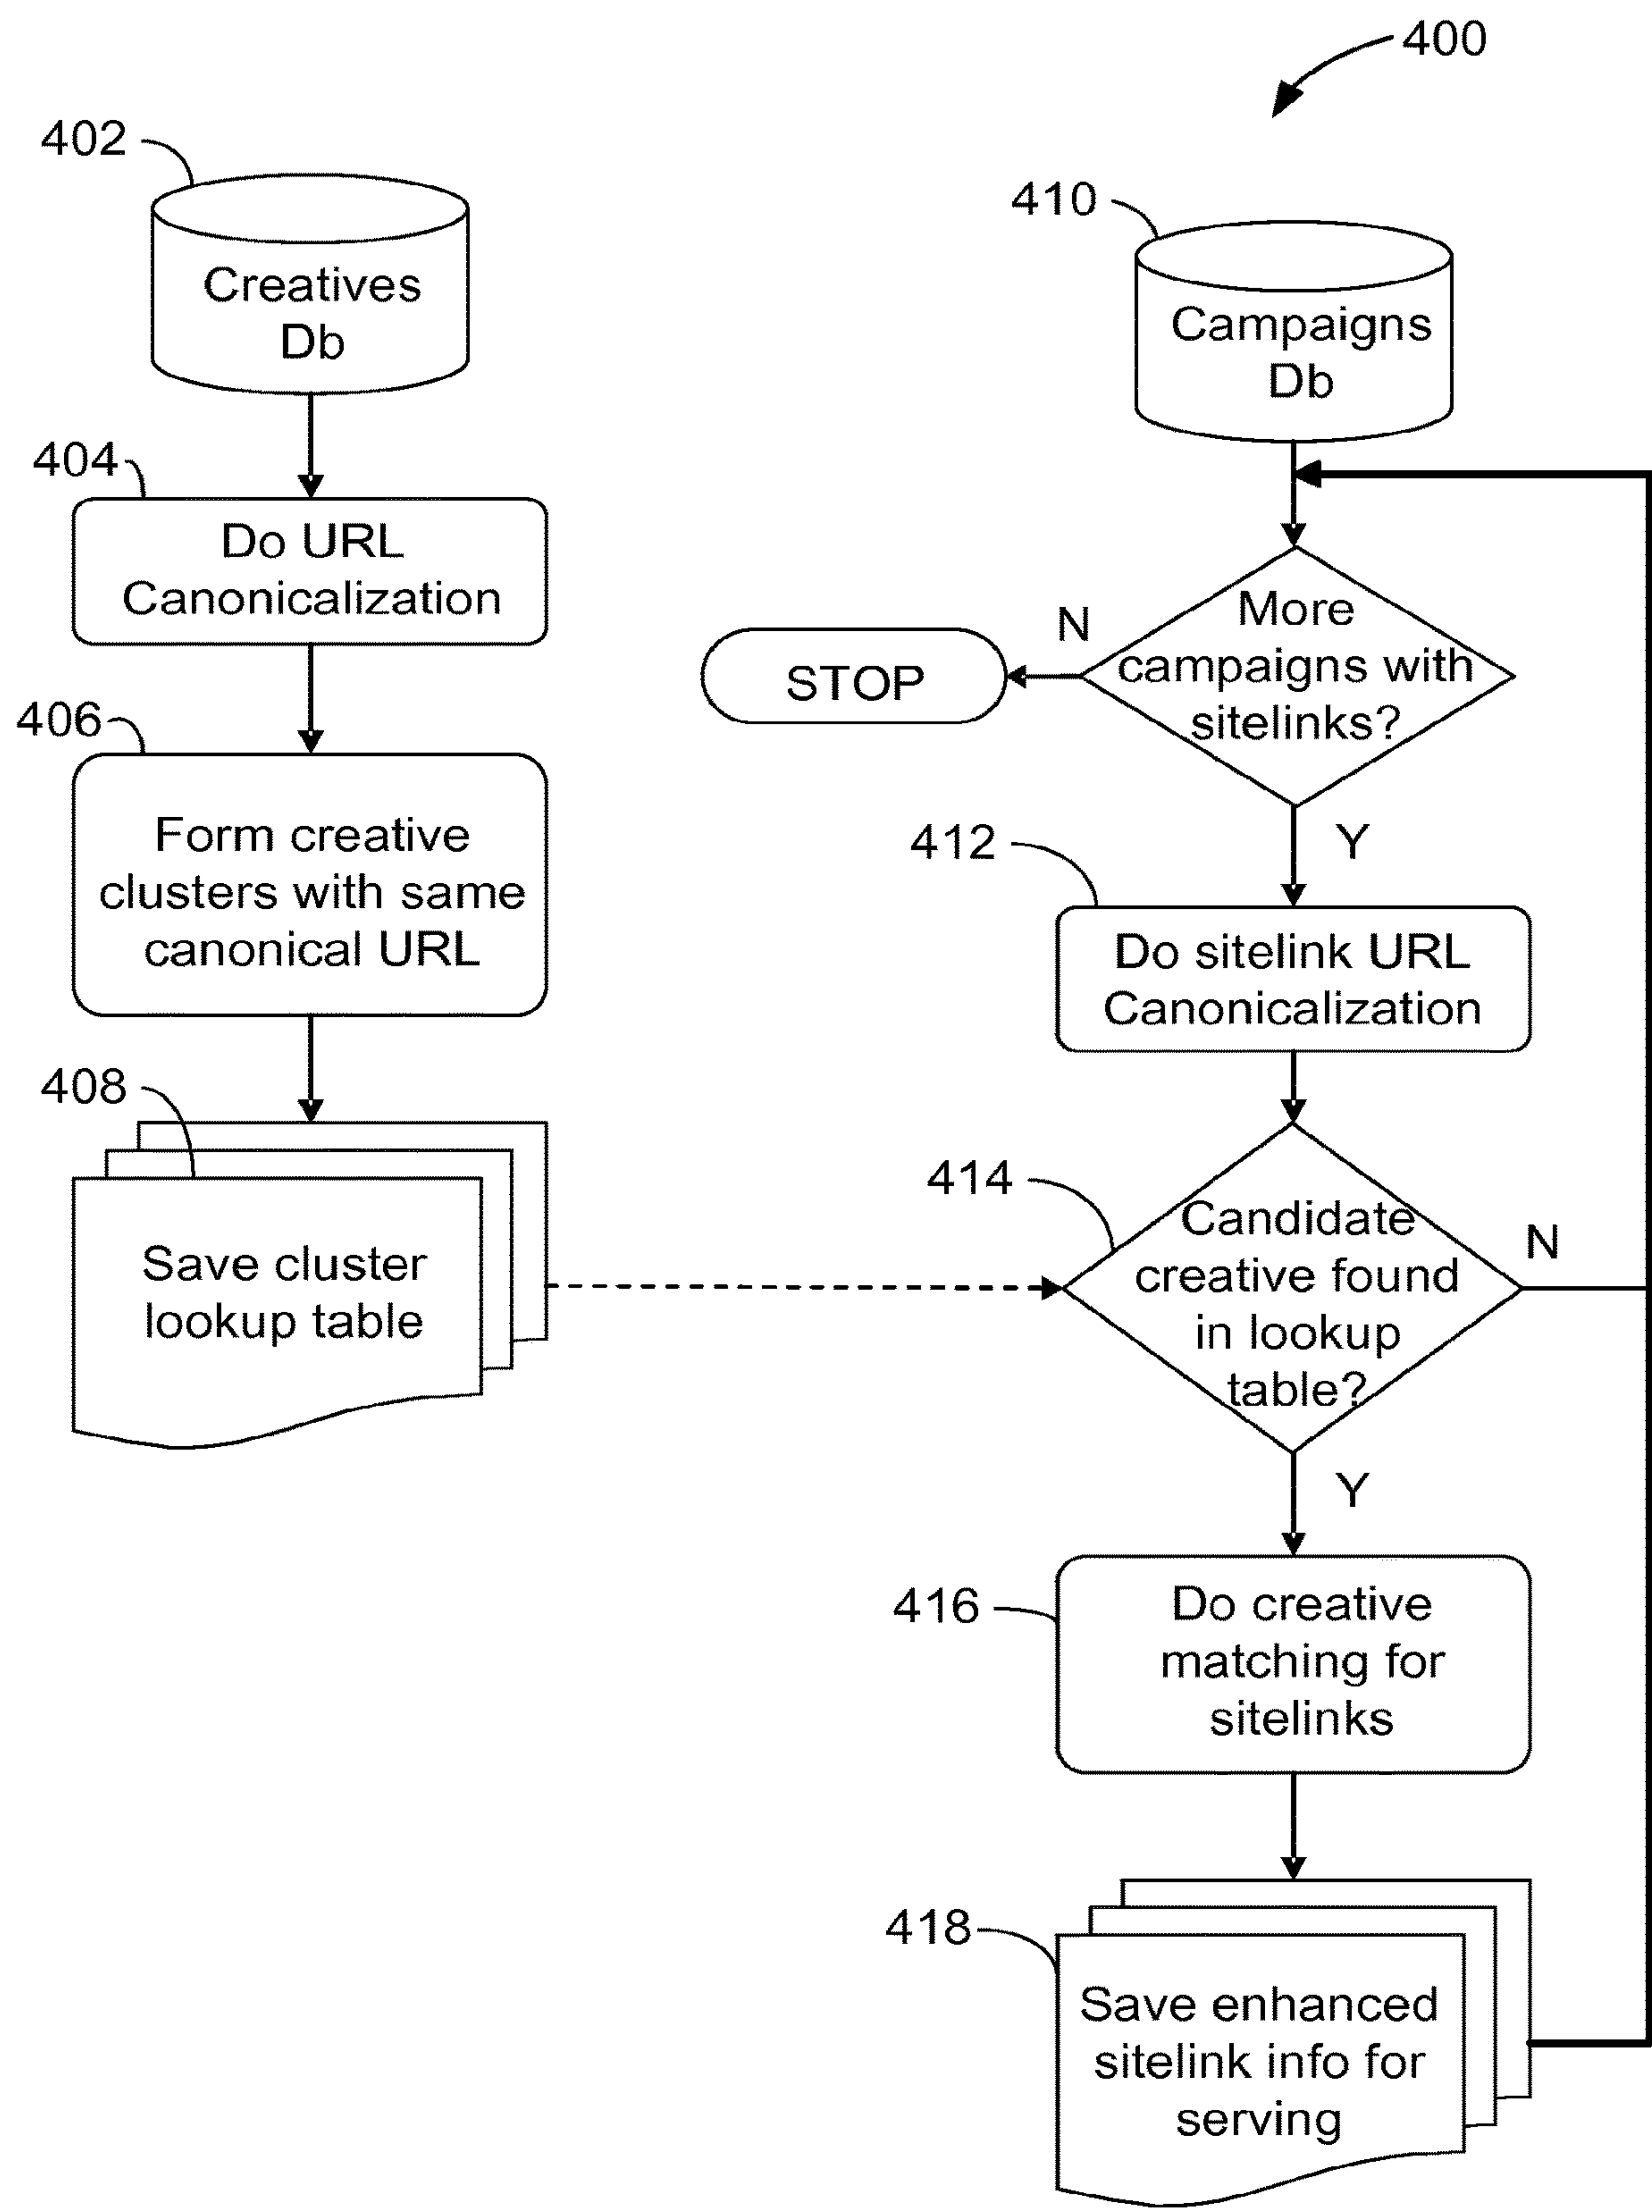 400
402
Creatives
Db
404
Do URL
Canonicalization
406
Form creative
clusters with same
canonical URL
408
Save cluster
lookup table
410
Campaigns
Db
More
campaigns with
sitelinks?
N
STOP
Y
412
Do sitelink URL
Canonicalization
414
Candidate
creative found
in lookup
table?
N
Y
416
Do creative
matching for
sitelinks
418
Save enhanced
sitelink info for
serving